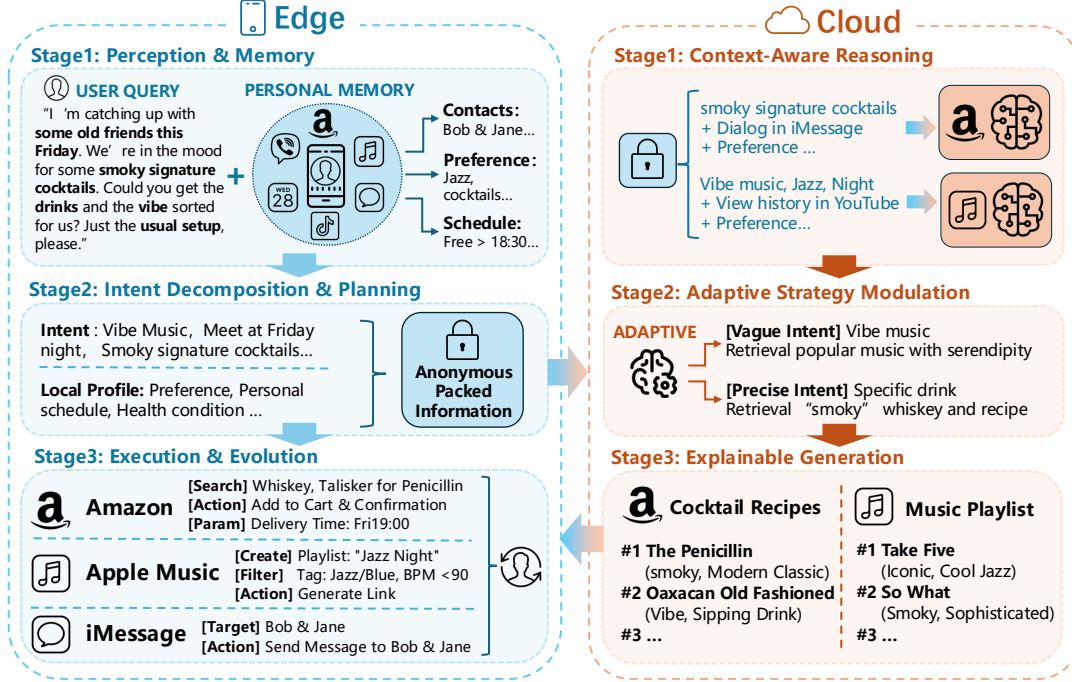 Edge
Stage1: Perception & Memory
USER QUERY
“I ‘m catching up with
some old friends this
Friday. We’ re in the mood
for some smoky signature
cocktails. Could you get the
drinks and the vibe sorted
for us? Just the usual setup,
please.”
+
PERSONAL MEMORY
a
WED
28
Contacts:
Bob & Jane...
Preference:
Jazz,
cocktails...
Schedule:
Free > 18:30...
Stage2: Intent Decomposition & Planning
Intent : Vibe Music, Meet at Friday
night, Smoky signature cocktails...
Local Profile: Preference, Personal
schedule, Health condition ...
Anonymous
Packed
Information
Stage3: Execution & Evolution
a
Amazon
[Search] Whiskey, Talisker for Penicillin
[Action] Add to Cart & Confirmation
[Param] Delivery Time: Fri19:00
Apple Music
[Create] Playlist: "Jazz Night"
[Filter] Tag: Jazz/Blue, BPM <90
[Action] Generate Link
iMessage
[Target] Bob & Jane
[Action] Send Message to Bob & Jane
Cloud
Stage1: Context-Aware Reasoning
smoky signature cocktails
+ Dialog in iMessage
+ Preference ...
a
Vibe music, Jazz, Night
+ View history in YouTube
+ Preference...
Stage2: Adaptive Strategy Modulation
ADAPTIVE
[Vague Intent] Vibe music
Retrieval popular music with serendipity
[Precise Intent] Specific drink
Retrieval “smoky” whiskey and recipe
Stage3: Explainable Generation
a
Cocktail Recipes
#1 The Penicillin
(smoky, Modern Classic)
#2 Oaxacan Old Fashioned
(Vibe, Sipping Drink)
#3 ...
Music Playlist
#1 Take Five
(Iconic, Cool Jazz)
#2 So What
(Smoky, Sophisticated)
#3 ...